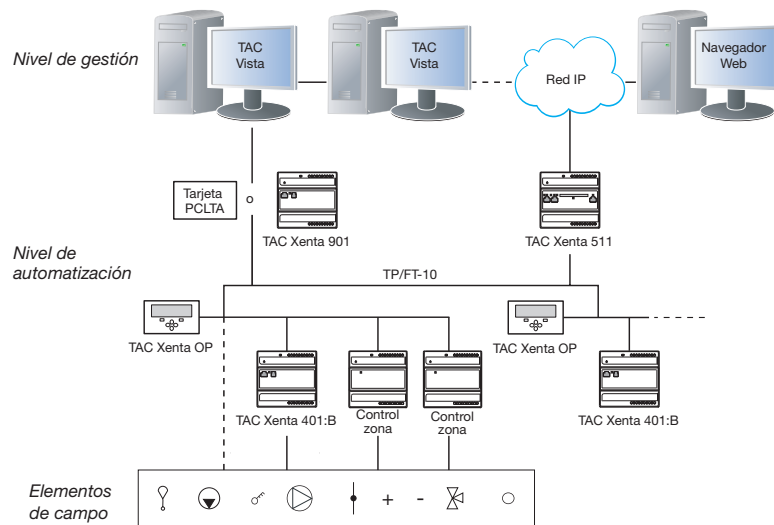 Nivel de gestión
TAC
Vista
TAC
Vista
Red IP
Navegador
Web
Tarjeta
PCLTA
o
TAC Xenta 901
TAC Xenta 511
Nivel de
automatización
TP/FT-10
TAC Xenta OP
TAC Xenta OP
TAC Xenta 401:B
Control
zona
Control
zona
TAC Xenta 401:B
Elementos
de campo
+ -